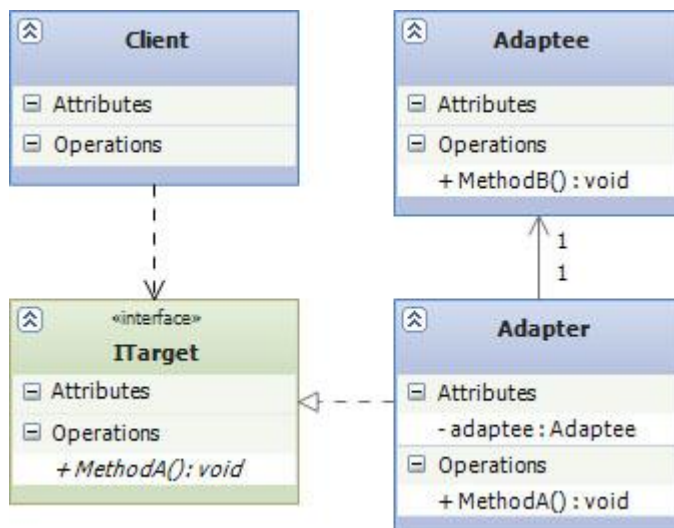 Client
Attributes
Operations
Adaptee
Attributes
Operations
+ MethodB() : void
1
1
«interface»
ITarget
Attributes
Operations
+ MethodA(): void
Adapter
Attributes
- adaptee : Adaptee
Operations
+ MethodA() : void